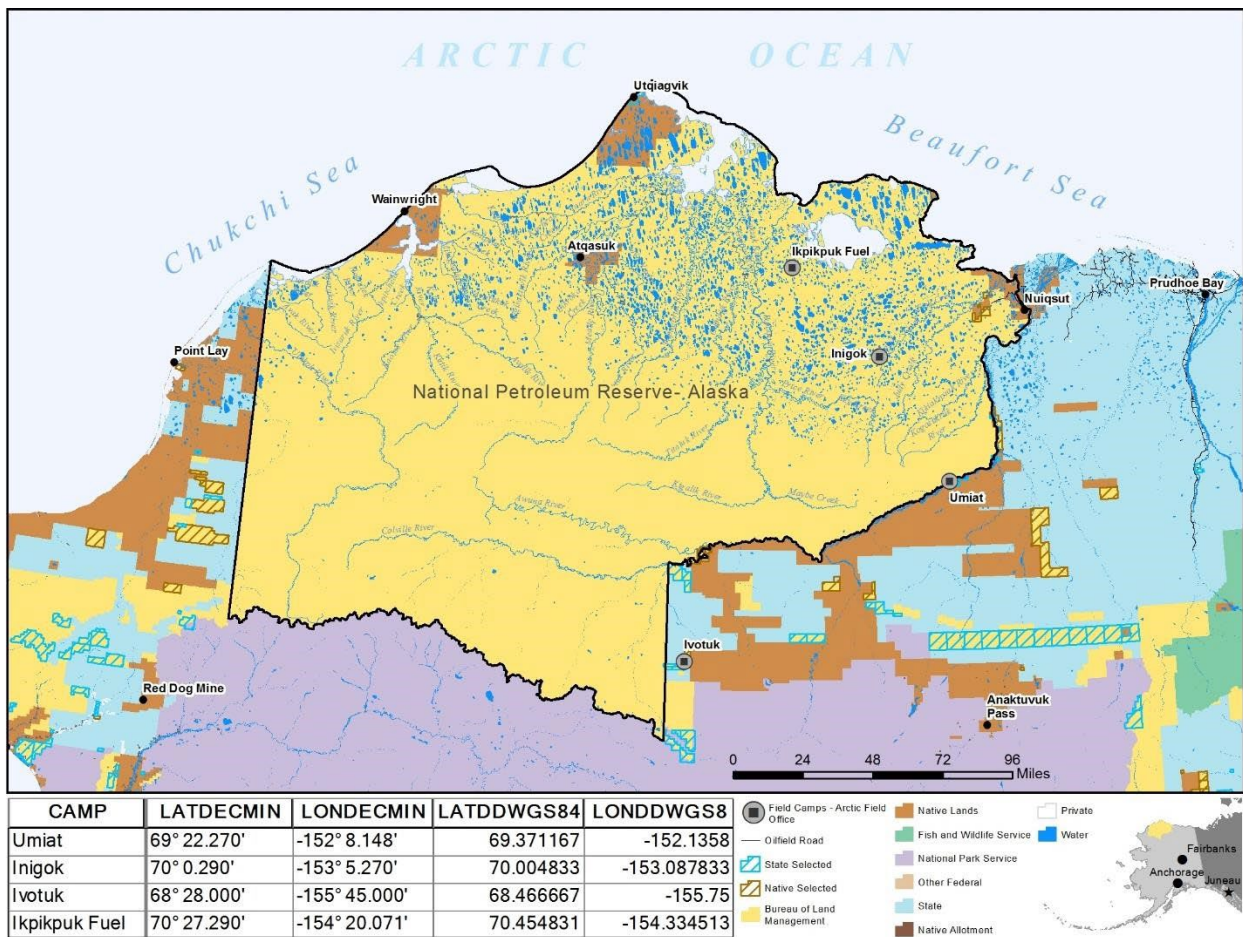 ARCTIC OCEAN
Utqiagvik
Beaufort Sea
Chukchi Sea
Wainwright
Atqasuk
Ikpikpuk Fuel
Prudhoe Bay
Nuiqsut
Point Lay
Inigok
National Petroleum Reserve- Alaska
Umiat
Kigalik River
Maybe Creek
Awuna River
Colville River
Ivotuk
Red Dog Mine
Anaktuvuk
Pass
0 24 48 72 96
Miles
CAMP LATDECMIN LONDECMIN LATDDWGS84 LONDDWGS8
Umiat 69° 22.270' -152° 8.148' 69.371167 -152.1358
Inigok 70° 0.290' -153° 5.270' 70.004833 -153.087833
Ivotuk 68° 28.000' -155° 45.000' 68.466667 -155.75
Ikpikpuk Fuel 70° 27.290' -154° 20.071' 70.454831 -154.334513
Field Camps - Arctic Field
Office
Oilfield Road
State Selected
Native Selected
Bureau of Land
Management
Native Lands
Fish and Wildlife Service
National Park Service
Other Federal
State
Native Allotment
Private
Water
Fairbanks
Anchorage
Juneau